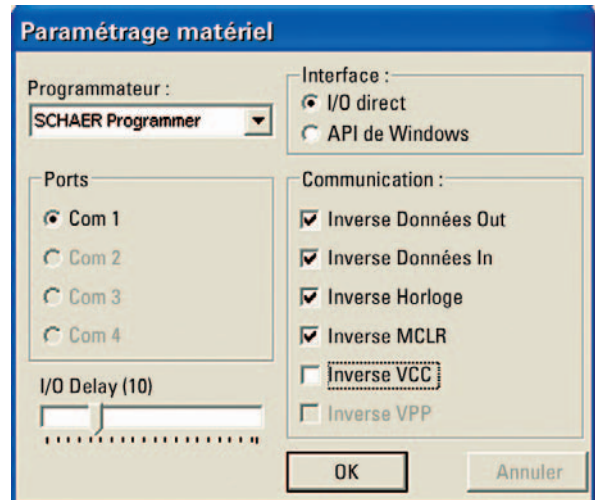 Paramétrage matériel
Programmateur :
SCHAER Programmer
Interface :
I/O direct
API de Windows
Ports
Com 1
Com 2
Com 3
Com 4
I/O Delay (10)
Communication :
Inverse Données Out
Inverse Données In
Inverse Horloge
Inverse MCLR
Inverse VCC
Inverse VPP
OK
Annuler